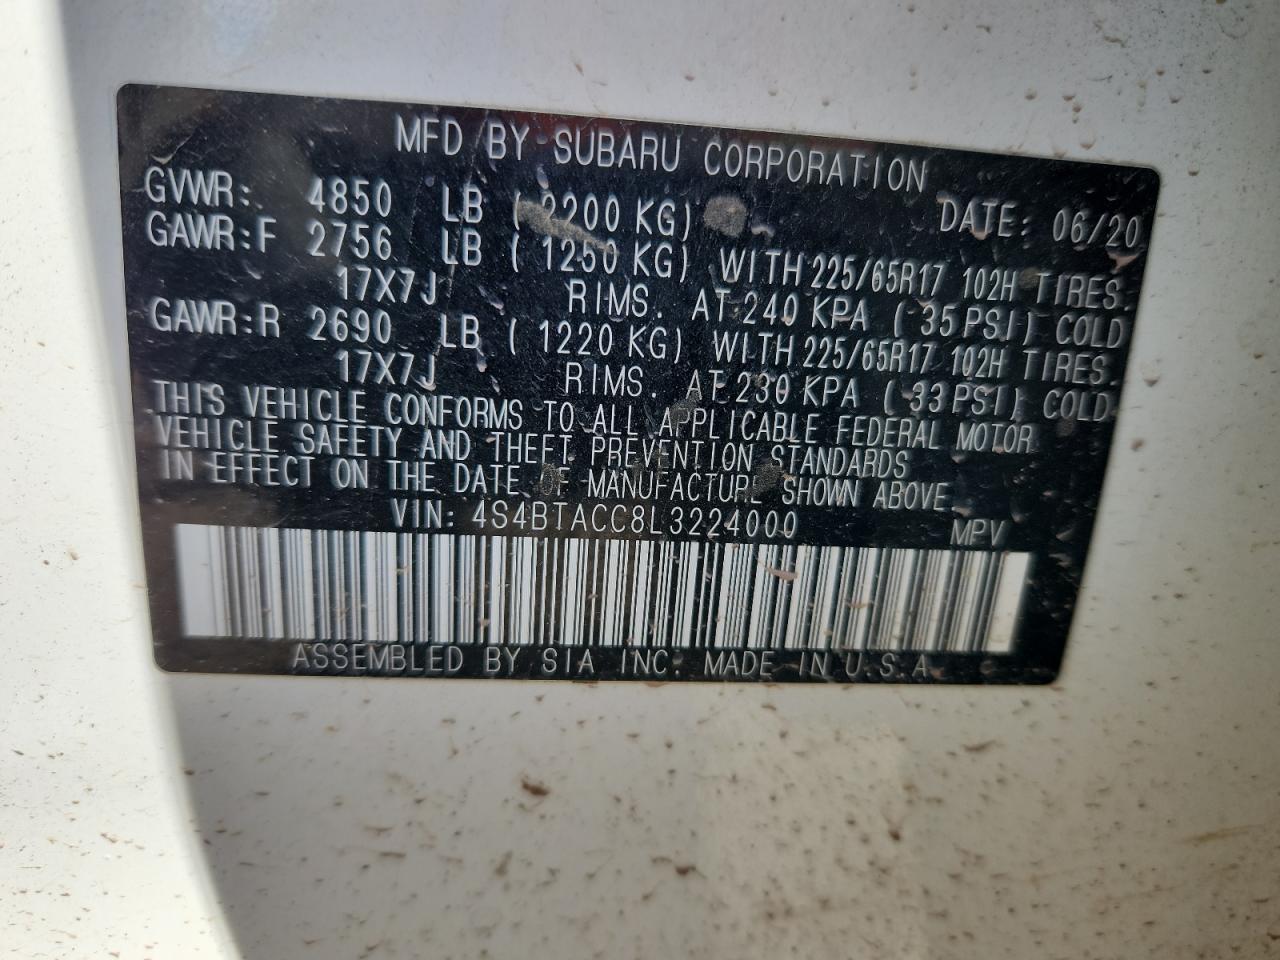 MFD BY SUBARU CORPORATION
GVWR: 4850 LB ( 2200 KG) DATE: 06/20
GAWR:F 2756 LB ( 1250 KG) WITH 225/65R17 102H TIRES.
17X7J RIMS. AT 240 KPA ( 35 PSI) COLD
GAWR:R 2690 LB ( 1220 KG) WITH 225/65R17 102H TIRES.
17X7J RIMS. AT 230 KPA ( 33 PSI) COLD
THIS VEHICLE CONFORMS TO ALL APPLICABLE FEDERAL MOTOR
VEHICLE SAFETY AND THEFT PREVENTION STANDARDS
IN EFFECT ON THE DATE OF MANUFACTURE SHOWN ABOVE.
VIN: 4S4BTACC8L3224000 MPV
ASSEMBLED BY SIA INC. MADE IN U.S.A